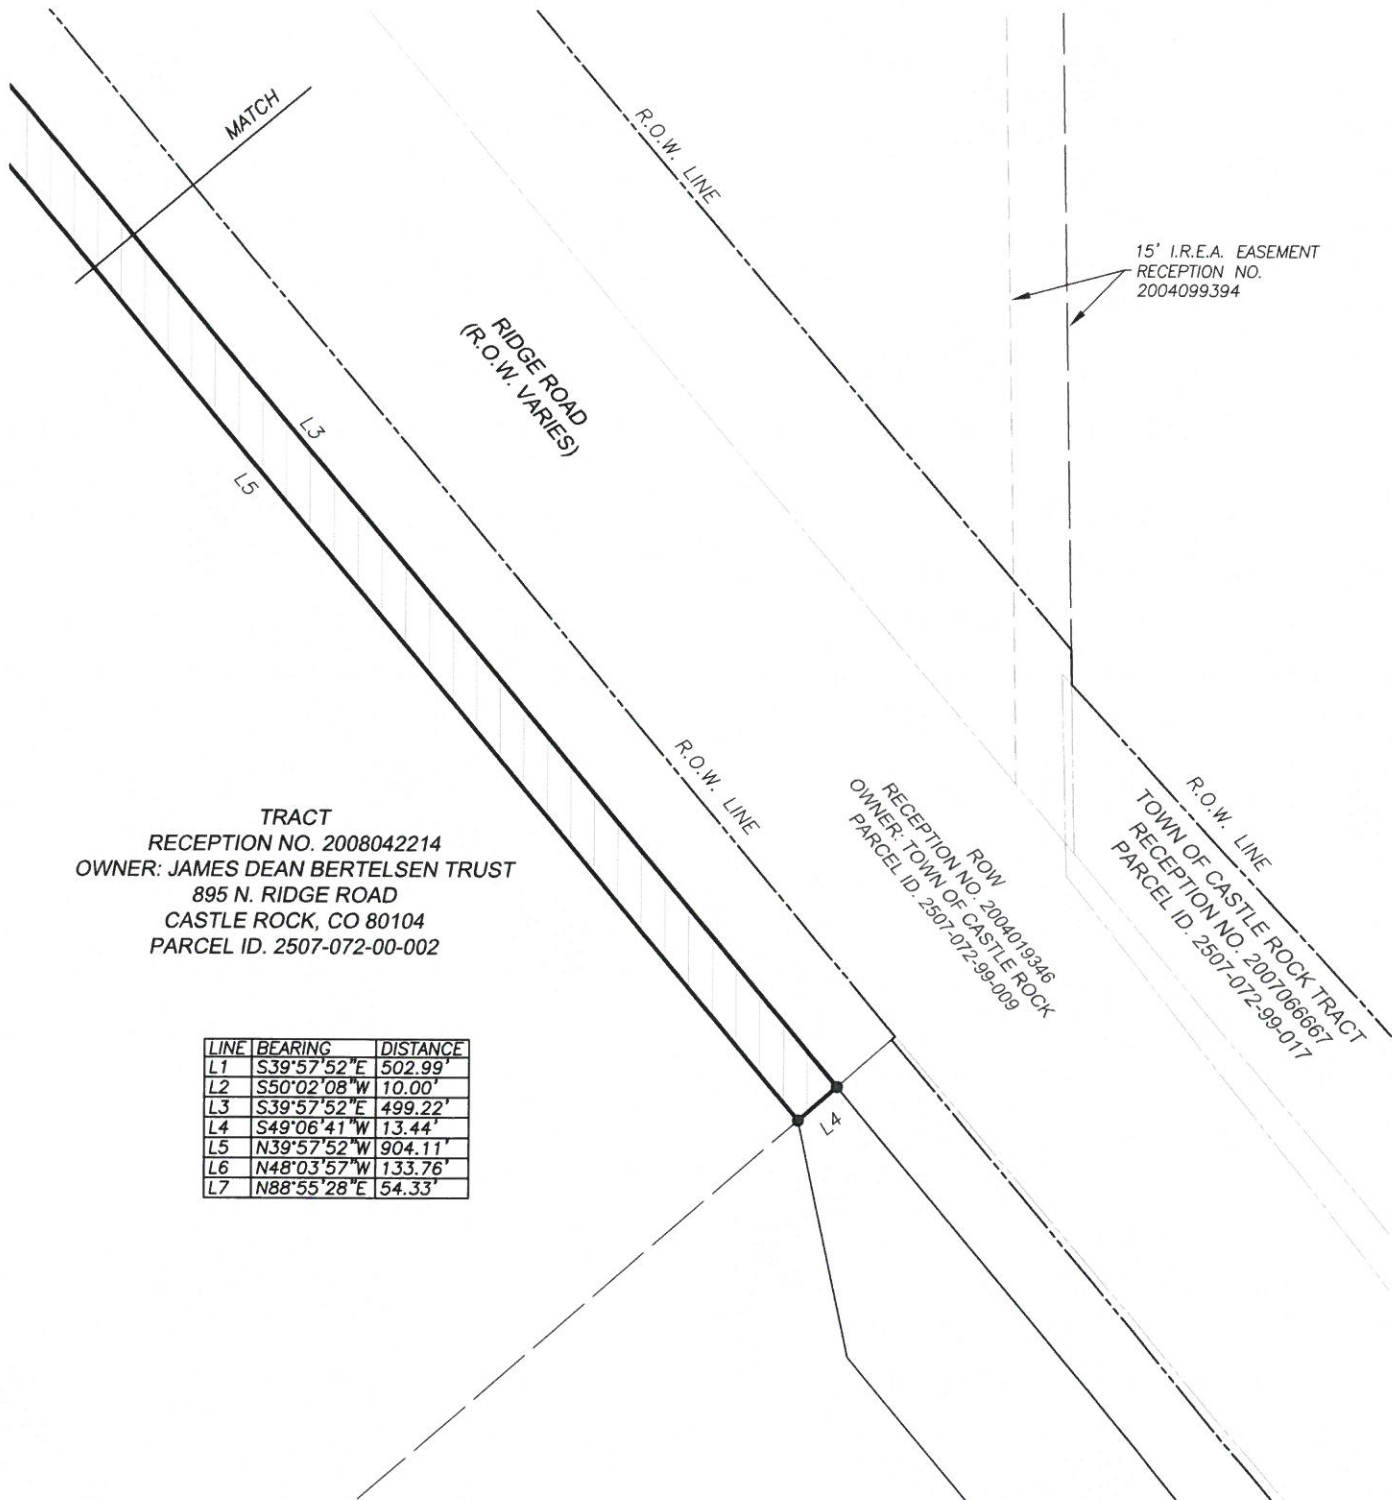 MATCH
R.O.W. LINE
15' I.R.E.A. EASEMENT
RECEPTION NO.
2004099394
RIDGE ROAD
(R.O.W. VARIES)
L3
L5
R.O.W. LINE
ROW
RECEPTION NO. 2004019346
OWNER: TOWN OF CASTLE ROCK
PARCEL ID. 2507-072-99-009
R.O.W. LINE
TOWN OF CASTLE ROCK TRACT
RECEPTION NO. 2007066667
PARCEL ID. 2507-072-99-017
TRACT
RECEPTION NO. 2008042214
OWNER: JAMES DEAN BERTELSEN TRUST
895 N. RIDGE ROAD
CASTLE ROCK, CO 80104
PARCEL ID. 2507-072-00-002
L4
LINE BEARING DISTANCE
L1 S39°57'52"E 502.99'
L2 S50°02'08"W 10.00'
L3 S39°57'52"E 499.22'
L4 S49°06'41"W 13.44'
L5 N39°57'52"W 904.11'
L6 N48°03'57"W 133.76'
L7 N88°55'28"E 54.33'